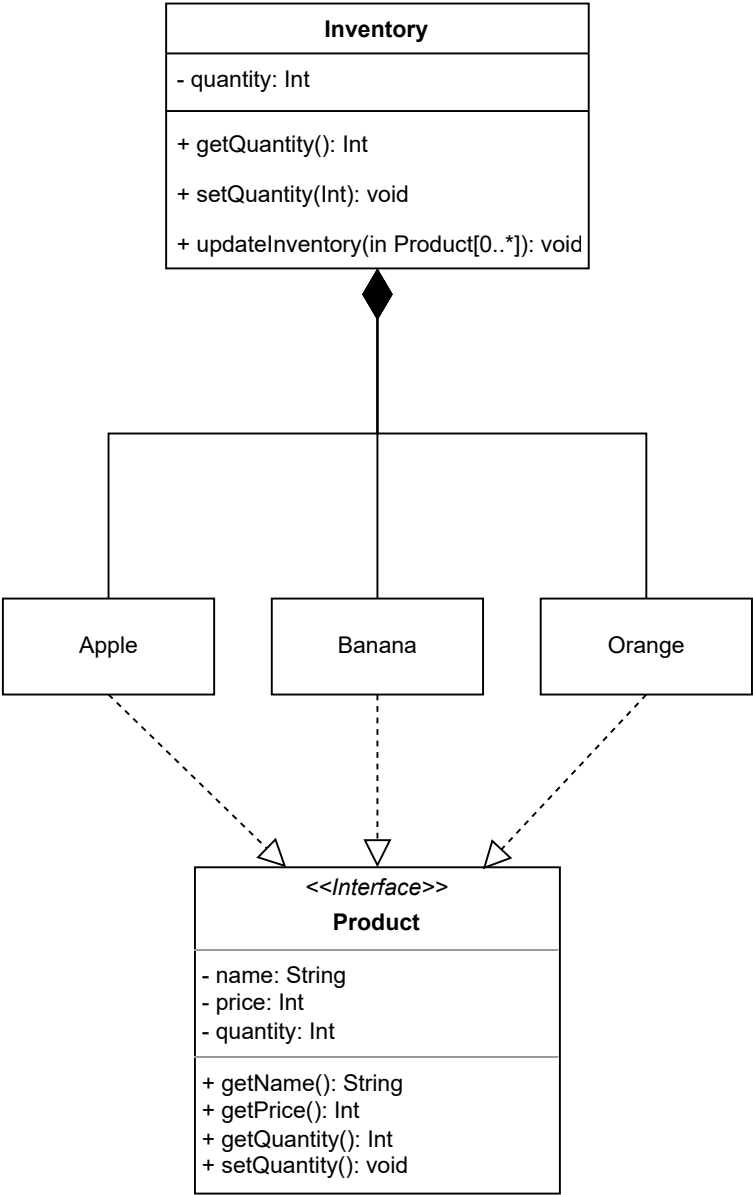 Inventory
- quantity: Int
+ getQuantity(): Int
+ setQuantity(Int): void
+ updateInventory(in Product[0..*]): void
Apple
Banana
Orange
<<Interface>>
Product
- name: String
- price: Int
- quantity: Int
+ getName(): String
+ getPrice(): Int
+ getQuantity(): Int
+ setQuantity(): void